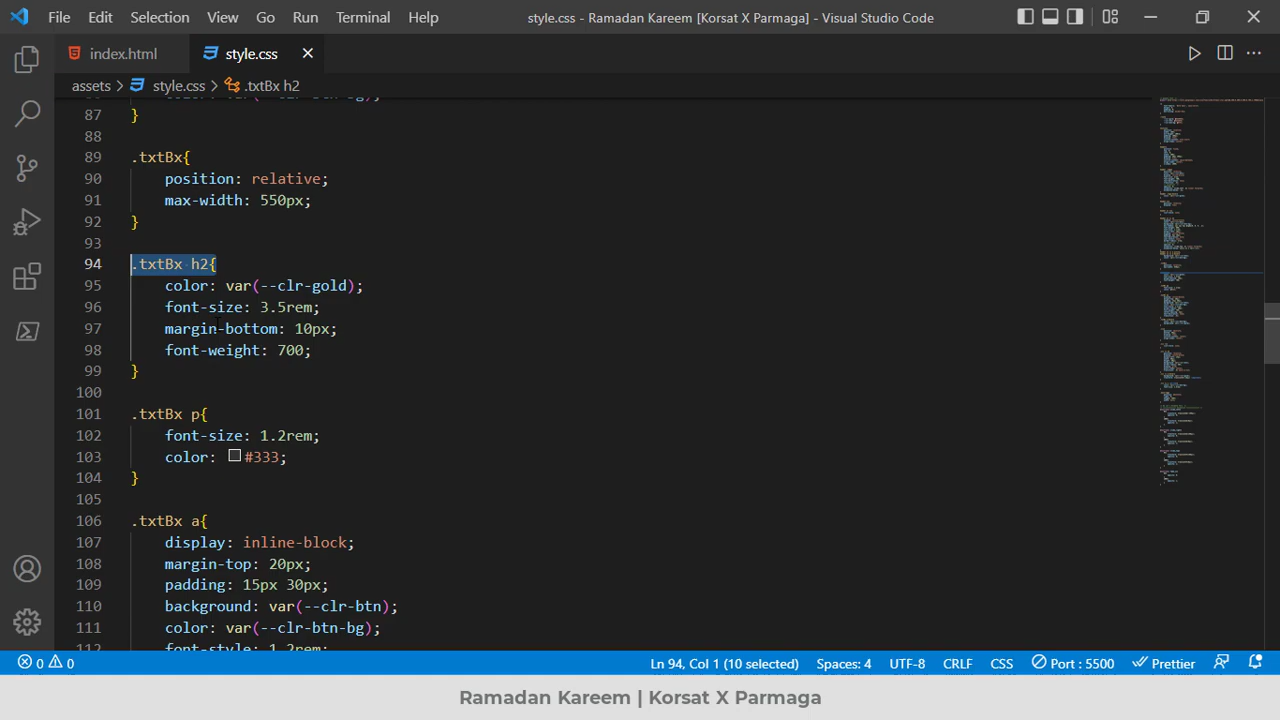 File Edit Selection View Go Run Terminal Help
style.css - Ramadan Kareem [Korsat X Parmaga] - Visual Studio Code
index.html
style.css
assets > style.css > .txtBx h2
87 }
88
89 .txtBx{
90 position: relative;
91 max-width: 550px;
92 }
93
94 .txtBx h2{
95 color: var(--clr-gold);
96 font-size: 3.5rem;
97 margin-bottom: 10px;
98 font-weight: 700;
99 }
100
101 .txtBx p{
102 font-size: 1.2rem;
103 color: #333;
104 }
105
106 .txtBx a{
107 display: inline-block;
108 margin-top: 20px;
109 padding: 15px 30px;
110 background: var(--clr-btn);
111 color: var(--clr-btn-bg);
112 font-style: 1.2rem;
0 0
Ln 94, Col 1 (10 selected) Spaces: 4 UTF-8 CRLF CSS Port : 5500 Prettier
Ramadan Kareem | Korsat X Parmaga